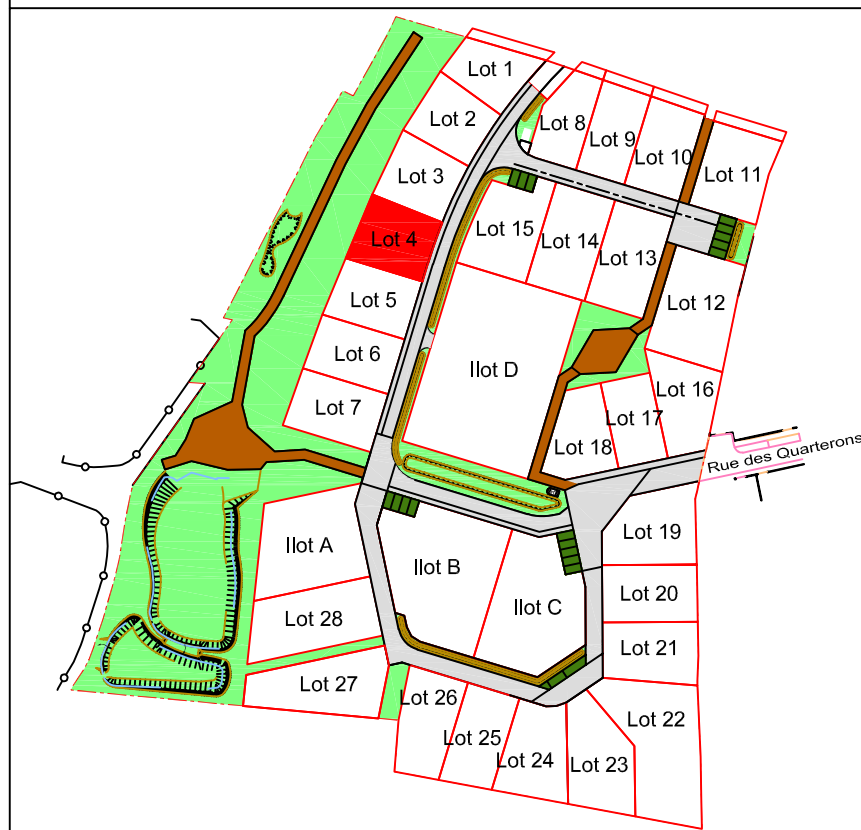 Lot 1
Lot 2
Lot 8
Lot 9
Lot 10
Lot 3
Lot 11
Lot 4
Lot 15
Lot 14
Lot 13
Lot 5
Lot 12
Lot 6
Ilot D
Lot 16
Lot 7
Lot 17
Lot 18
Rue des Quarterons
Lot 19
Ilot A
Ilot B
Lot 20
Ilot C
Lot 28
Lot 21
Lot 27
Lot 26
Lot 22
Lot 25
Lot 24
Lot 23